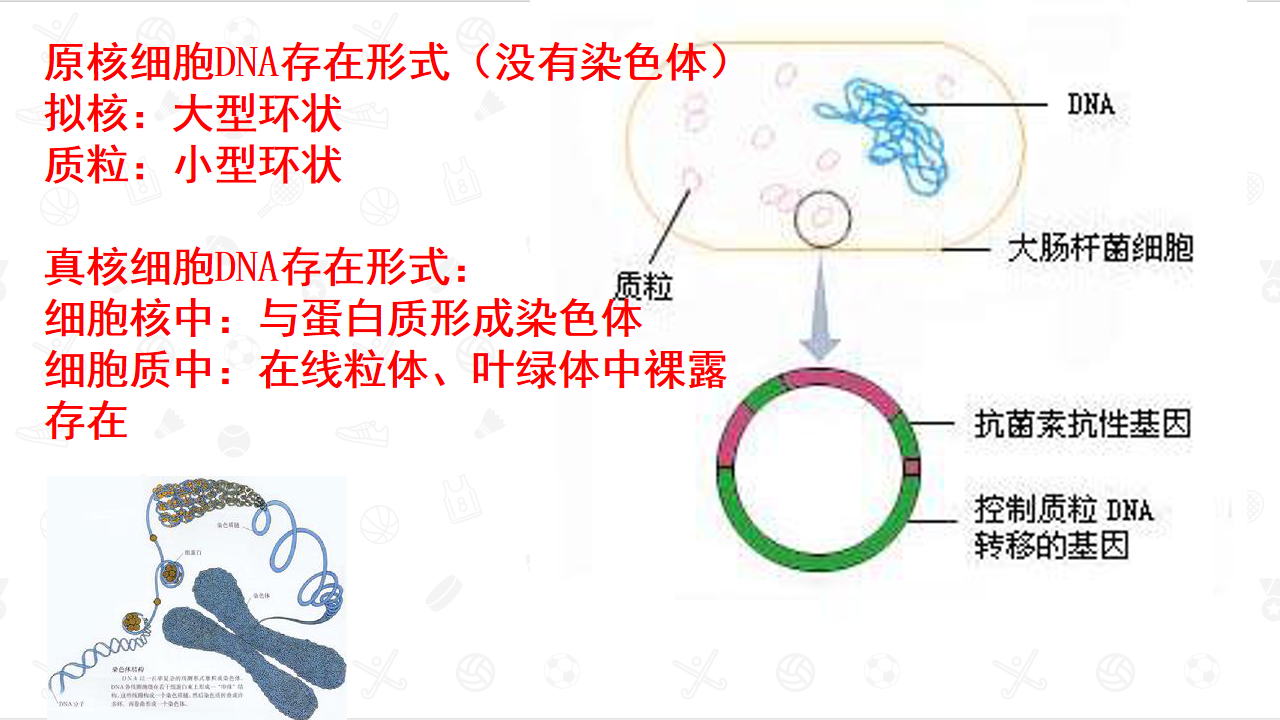 原核细胞DNA存在形式（没有染色体）
拟核：大型环状
质粒：小型环状
真核细胞DNA存在形式：
细胞核中：与蛋白质形成染色体
细胞质中：在线粒体、叶绿体中裸露
存在
DNA
大肠杆菌细胞
质粒
抗菌素抗性基因
控制质粒 DNA
转移的基因
组蛋白
染色体
染色体结构
DNA分子